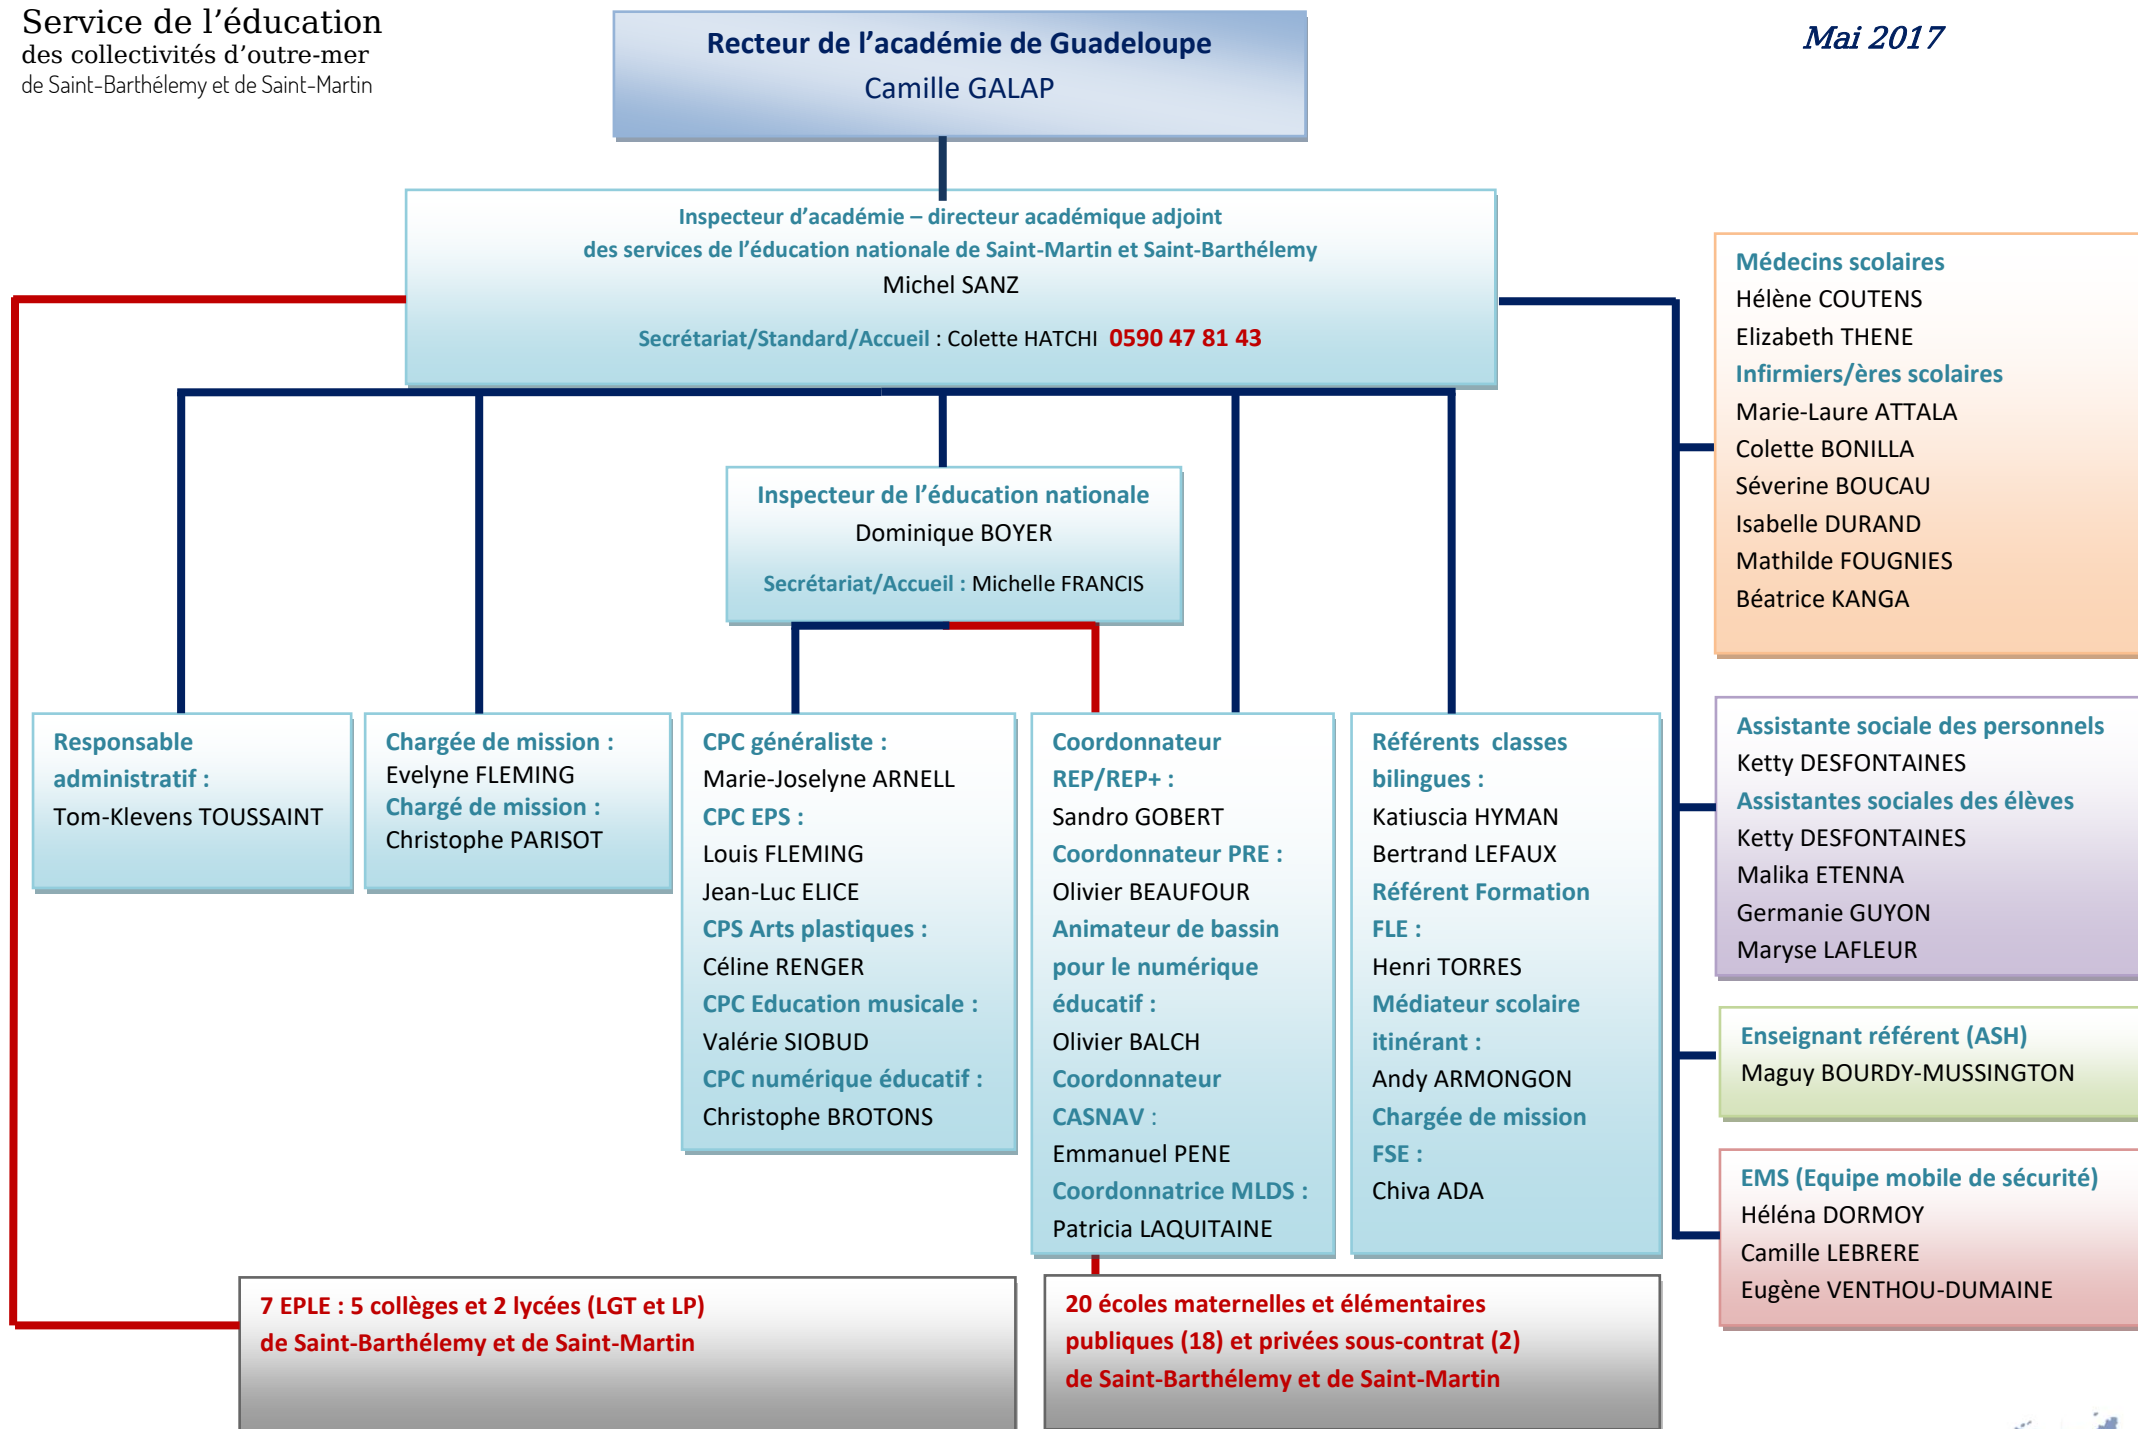 Service de l’éducation
des collectivités d’outre-mer
de Saint-Barthélemy et de Saint-Martin
Recteur de l’académie de Guadeloupe
Camille GALAP
Mai 2017
Inspecteur d’académie – directeur académique adjoint
des services de l’éducation nationale de Saint-Martin et Saint-Barthélemy
Michel SANZ
Secrétariat/Standard/Accueil : Colette HATCHI 0590 47 81 43
Inspecteur de l’éducation nationale
Dominique BOYER
Secrétariat/Accueil : Michelle FRANCIS
Responsable
administratif :
Tom-Klevens TOUSSAINT
Chargée de mission :
Evelyne FLEMING
Chargé de mission :
Christophe PARISOT
CPC généraliste :
Marie-Joselyne ARNELL
CPC EPS :
Louis FLEMING
Jean-Luc ELICE
CPS Arts plastiques :
Céline RENGER
CPC Education musicale :
Valérie SIOBUD
CPC numérique éducatif :
Christophe BROTONS
Coordonnateur
REP/REP+ :
Sandro GOBERT
Coordonnateur PRE :
Olivier BEAUFOUR
Animateur de bassin
pour le numérique
éducatif :
Olivier BALCH
Coordonnateur
CASNAV :
Emmanuel PENE
Coordonnatrice MLDS :
Patricia LAQUITAINE
Référents classes
bilingues :
Katiuscia HYMAN
Bertrand LEFAUX
Référent Formation
FLE :
Henri TORRES
Médiateur scolaire
itinérant :
Andy ARMONGON
Chargée de mission
FSE :
Chiva ADA
Médecins scolaires
Hélène COUTENS
Elizabeth THENE
Infirmiers/ères scolaires
Marie-Laure ATTALA
Colette BONILLA
Séverine BOUCAU
Isabelle DURAND
Mathilde FOUGNIES
Béatrice KANGA
Assistante sociale des personnels
Ketty DESFONTAINES
Assistantes sociales des élèves
Ketty DESFONTAINES
Malika ETENNA
Germanie GUYON
Maryse LAFLEUR
Enseignant référent (ASH)
Maguy BOURDY-MUSSINGTON
EMS (Equipe mobile de sécurité)
Héléna DORMOY
Camille LEBRERE
Eugène VENTHOU-DUMAINE
7 EPLE : 5 collèges et 2 lycées (LGT et LP)
de Saint-Barthélemy et de Saint-Martin
20 écoles maternelles et élémentaires
publiques (18) et privées sous-contrat (2)
de Saint-Barthélemy et de Saint-Martin